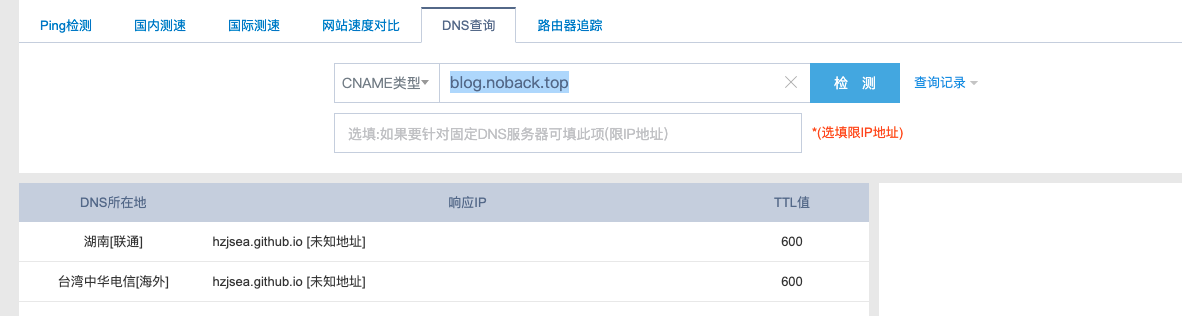 Ping检测 国内测速 国际测速 网站速度对比 DNS查询 路由器追踪
CNAME类型 blog.noback.top 检 测 查询记录
选填:如果要针对固定DNS服务器可填此项(限IP地址) *(选填限IP地址)
DNS所在地 响应IP TTL值
湖南[联通] hzjsea.github.io [未知地址] 600
台湾中华电信[海外] hzjsea.github.io [未知地址] 600